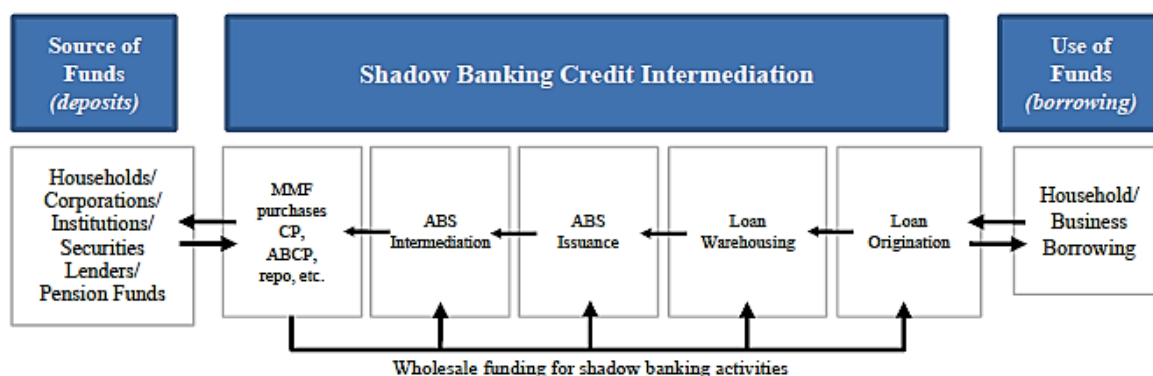 Source of
Funds
(deposits)
Shadow Banking Credit Intermediation
Use of
Funds
(borrowing)
Households/
Corporations/
Institutions/
Securities
Lenders/
Pension Funds
MMF
purchases
CP,
ABCP,
repo, etc.
ABS
Intermediation
ABS
Issuance
Loan
Warehousing
Loan
Origination
Household/
Business
Borrowing
Wholesale funding for shadow banking activities